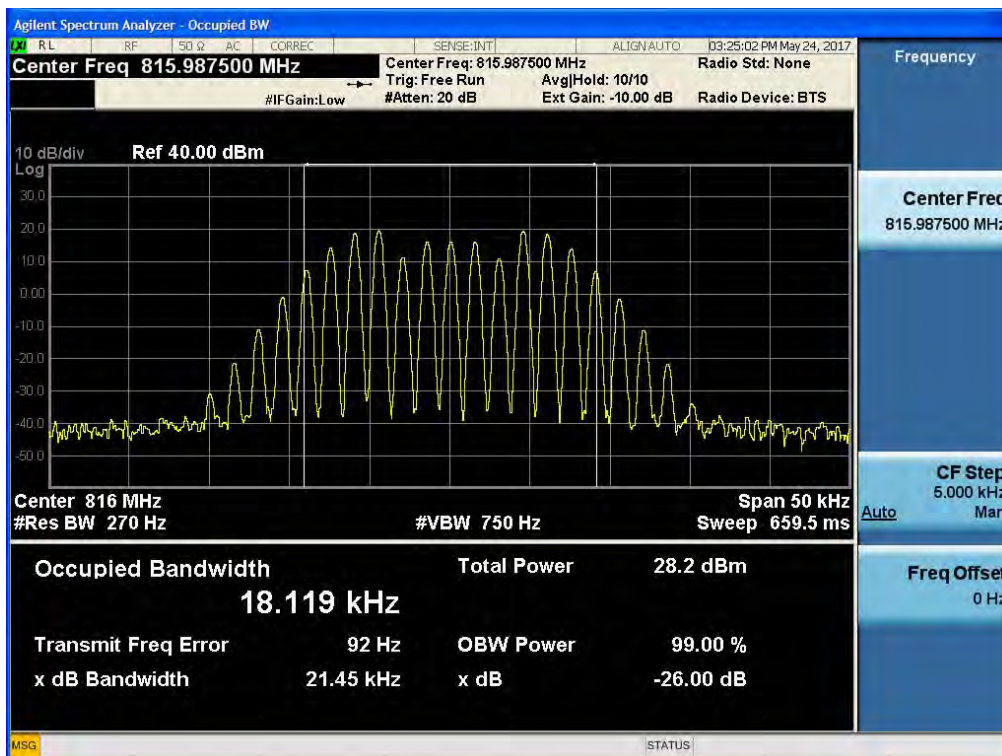 Agilent Spectrum Analyzer - Occupied BW
LXI RL RF 50 Ω AC CORREC SENSE:INT ALIGNAUTO 03:25:02 PM May 24, 2017
Center Freq 815.987500 MHz
Center Freq: 815.987500 MHz Radio Std: None
Trig: Free Run Avg|Hold: 10/10
#IFGain:Low #Atten: 20 dB Ext Gain: -10.00 dB Radio Device: BTS
10 dB/div Ref 40.00 dBm
Log
30.0
20.0
10.0
0.00
-10.0
-20.0
-30.0
-40.0
-50.0
Center 816 MHz Span 50 kHz
#Res BW 270 Hz #VBW 750 Hz Sweep 659.5 ms
Occupied Bandwidth Total Power 28.2 dBm
18.119 kHz
Transmit Freq Error 92 Hz OBW Power 99.00 %
x dB Bandwidth 21.45 kHz x dB -26.00 dB
MSG STATUS
Frequency
Center Freq
815.987500 MHz
CF Step
5.000 kHz
Auto Man
Freq Offset
0 Hz